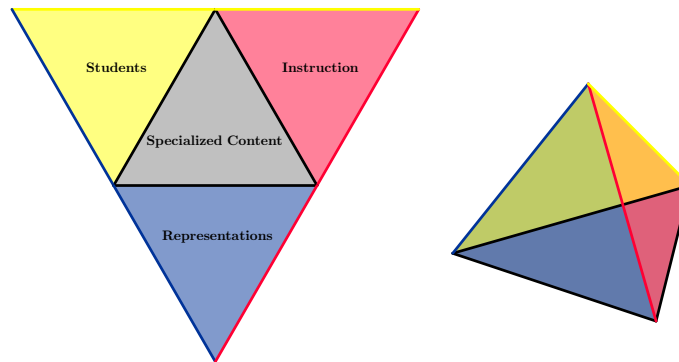 Students
Instruction
Specialized Content
Representations